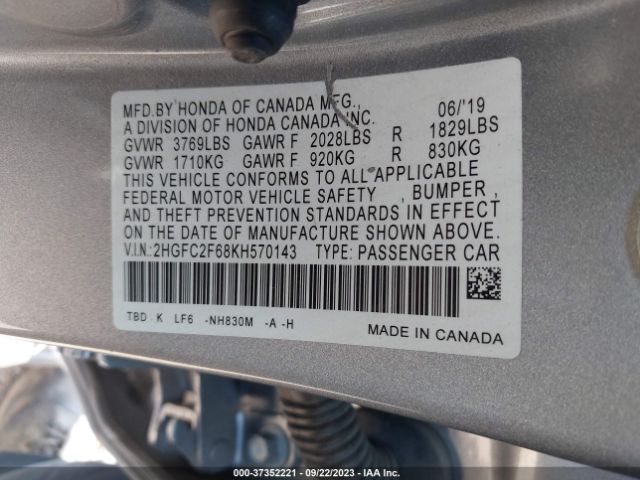 MFD.BY HONDA OF CANADA MFG.,
A DIVISION OF HONDA CANADA INC. 06/'19
GVWR 3769LBS GAWR F 2028LBS R 1829LBS
GVWR 1710KG GAWR F 920KG R 830KG
THIS VEHICLE CONFORMS TO ALL APPLICABLE
FEDERAL MOTOR VEHICLE SAFETY , BUMPER ,
AND THEFT PREVENTION STANDARDS IN EFFECT
ON THE DATE OF MANUFACTURE SHOWN ABOVE.
V.I.N.:2HGFC2F68KH570143 TYPE: PASSENGER CAR
TBD K LF6 -NH830M -A -H
MADE IN CANADA
000-37352221 - 09/22/2023 - IAA Inc.